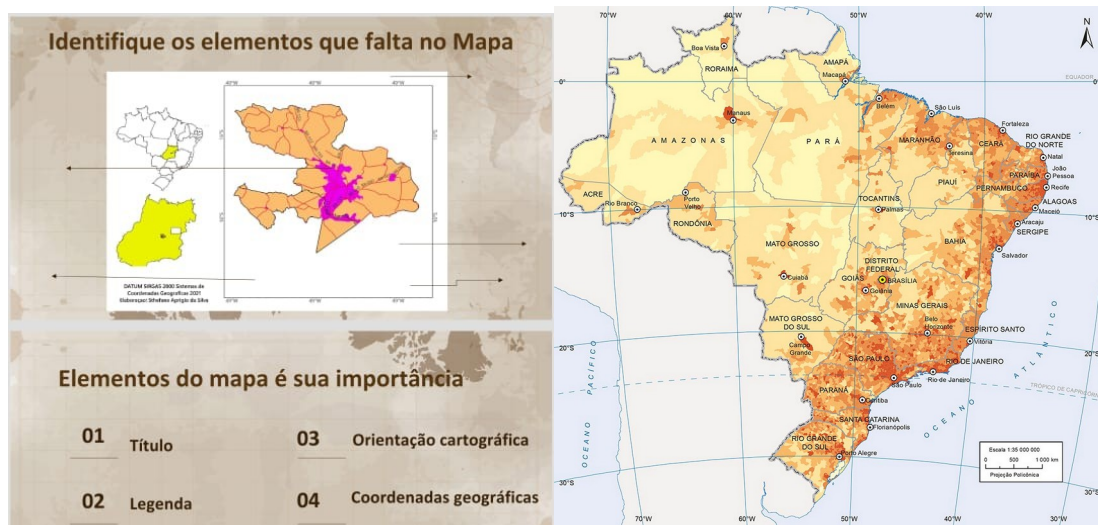 Identifique os elementos que falta no Mapa
DATUM SIRGAS 2000 Sistemas de
Coordenadas Geograficas 2021
Elementos do mapa é sua importância
01 Título
02 Legenda
03 Orientação cartográfica
04 Coordenadas geográficas
70°W 60°W 50°W 40°W
N
Boa Vista
RORAIMA
AMAPÁ
Macapá
0°
EQUADOR
0°
Belém
São Luís
Manaus
Fortaleza
AMAZONAS
PARÁ
MARANHÃO
CEARÁ
RIO GRANDE
DO NORTE
Teresina
Natal
João
Pessoa
PARAÍBA
PIAUÍ
PERNAMBUCO
Recife
ACRE
Rio Branco
Porto
Velho
TOCANTINS
Palmas
ALAGOAS
Maceió
10°S
10°S
RONDÔNIA
Aracaju
SERGIPE
MATO GROSSO
BAHIA
Salvador
DISTRITO
FEDERAL
Cuiabá
GOIÁS
BRASÍLIA
Goiânia
MINAS GERAIS
MATO GROSSO
DO SUL
Belo
Horizonte
ESPÍRITO SANTO
Vitória
20°S
20°S
Campo
Grande
SÃO PAULO
RIO DE JANEIRO
Rio de Janeiro
São Paulo
TRÓPICO DE CAPRICÓRNIO
PARANÁ
Curitiba
SANTA CATARINA
Florianópolis
RIO GRANDE
DO SUL
Porto Alegre
OCEANO PACÍFICO
OCEANO ATLÂNTICO
Escala 1:35 000 000
0 500 1 000 km
Projeção Policônica
30°S
30°S
70°W 60°W 50°W 40°W 30°W